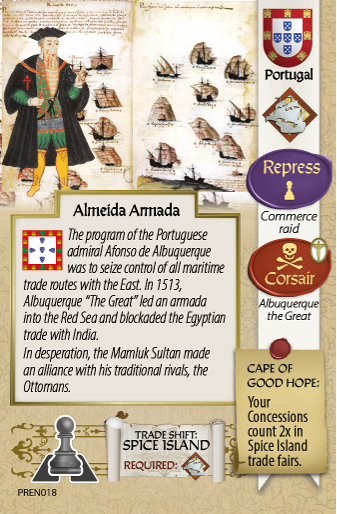 Portugal
Repress
Commerce
raid
Corsair
Albuquerque
the Great
Almeida Armada
The program of the Portuguese
admiral Afonso de Albuquerque
was to seize control of all maritime
trade routes with the East. In 1513,
Albuquerque “The Great” led an armada
into the Red Sea and blockaded the Egyptian
trade with India.
In desperation, the Mamluk Sultan made
an alliance with his traditional rivals, the
Ottomans.
CAPE OF
GOOD HOPE:
Your
Concessions
count 2x in
Spice Island
trade fairs.
TRADE SHIFT:
SPICE ISLAND
REQUIRED:
PREN018